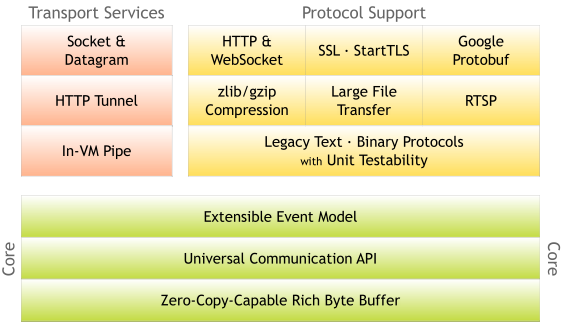 Transport Services
Socket &
Datagram
HTTP Tunnel
In-VM Pipe
Protocol Support
HTTP &
WebSocket
SSL · StartTLS
Google
Protobuf
zlib/gzip
Compression
Large File
Transfer
RTSP
Legacy Text · Binary Protocols
with Unit Testability
Core
Extensible Event Model
Universal Communication API
Zero-Copy-Capable Rich Byte Buffer
Core